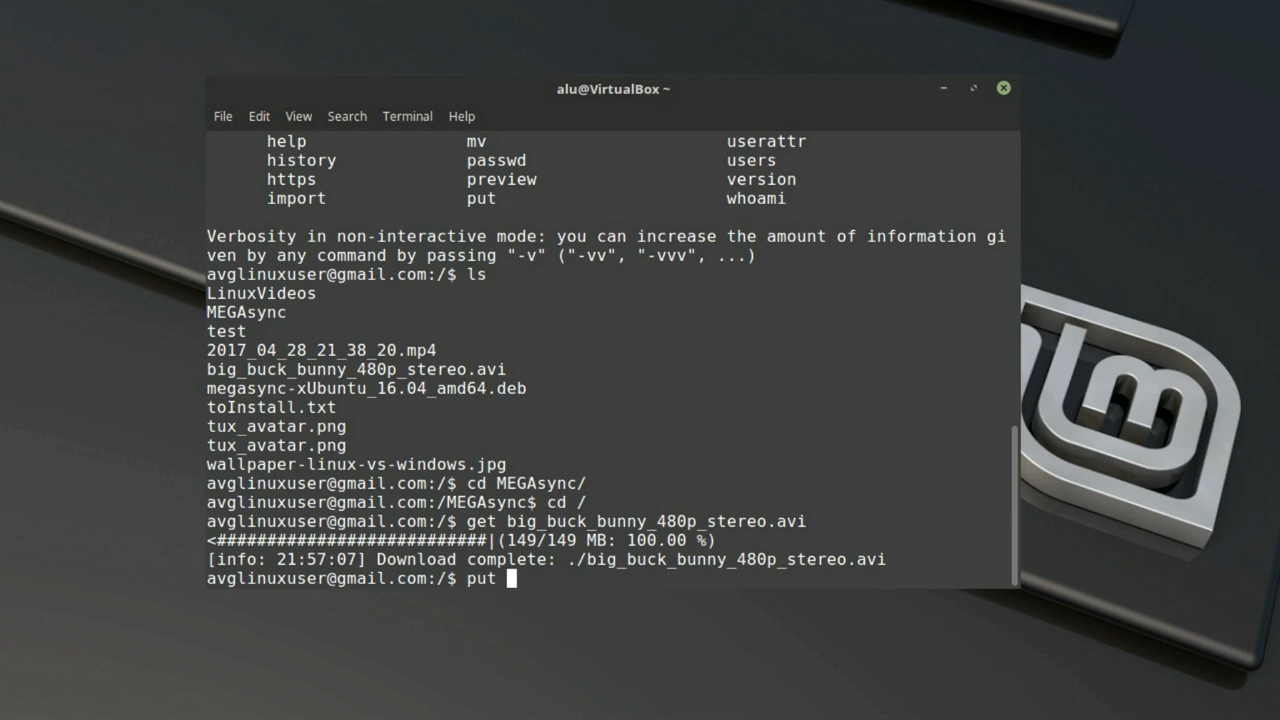 alu@VirtualBox ~
File Edit View Search Terminal Help
help mv userattr
history passwd users
https preview version
import put whoami
Verbosity in non-interactive mode: you can increase the amount of information gi
ven by any command by passing "-v" ("-vv", "-vvv", ...)
avglinuxuser@gmail.com:/$ ls
LinuxVideos
MEGAsync
test
2017_04_28_21_38_20.mp4
big_buck_bunny_480p_stereo.avi
megasync-xUbuntu_16.04_amd64.deb
toInstall.txt
tux_avatar.png
tux_avatar.png
wallpaper-linux-vs-windows.jpg
avglinuxuser@gmail.com:/$ cd MEGAsync/
avglinuxuser@gmail.com:/MEGAsync$ cd /
avglinuxuser@gmail.com:/$ get big_buck_bunny_480p_stereo.avi
<###########################|(149/149 MB: 100.00 %)
[info: 21:57:07] Download complete: ./big_buck_bunny_480p_stereo.avi
avglinuxuser@gmail.com:/$ put